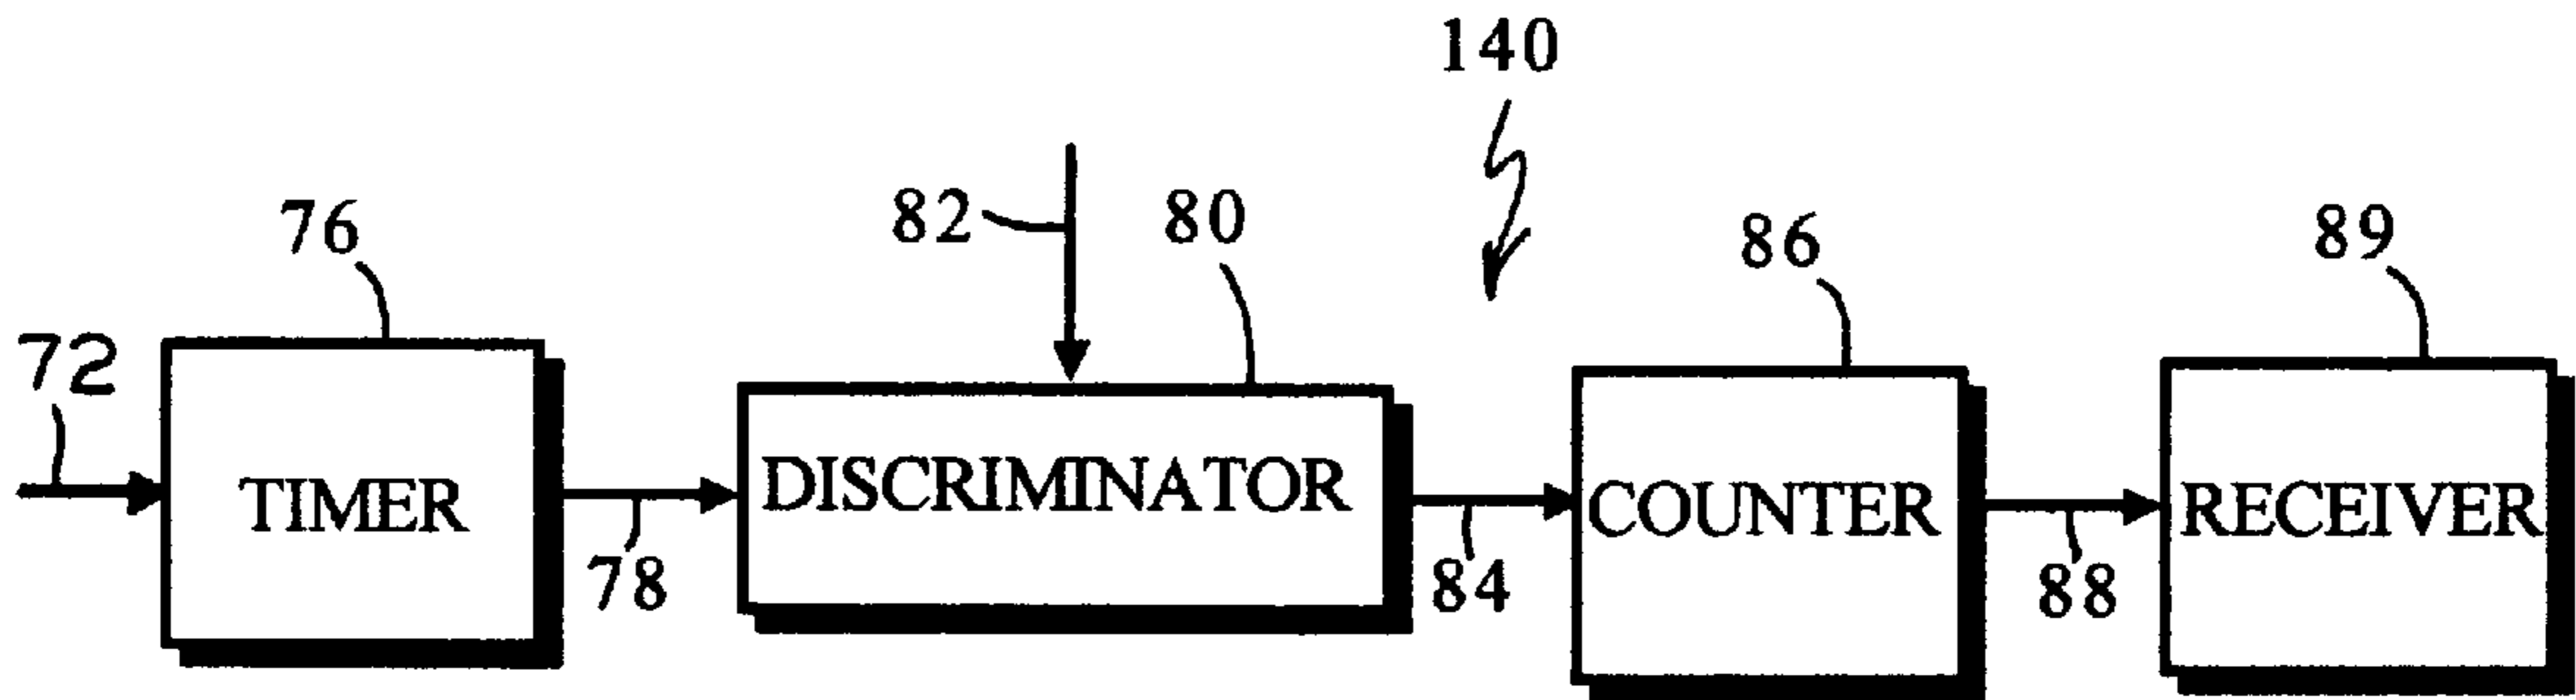 140
76
82
80
86
89
72
TIMER
DISCRIMINATOR
COUNTER
RECEIVER
78
84
88